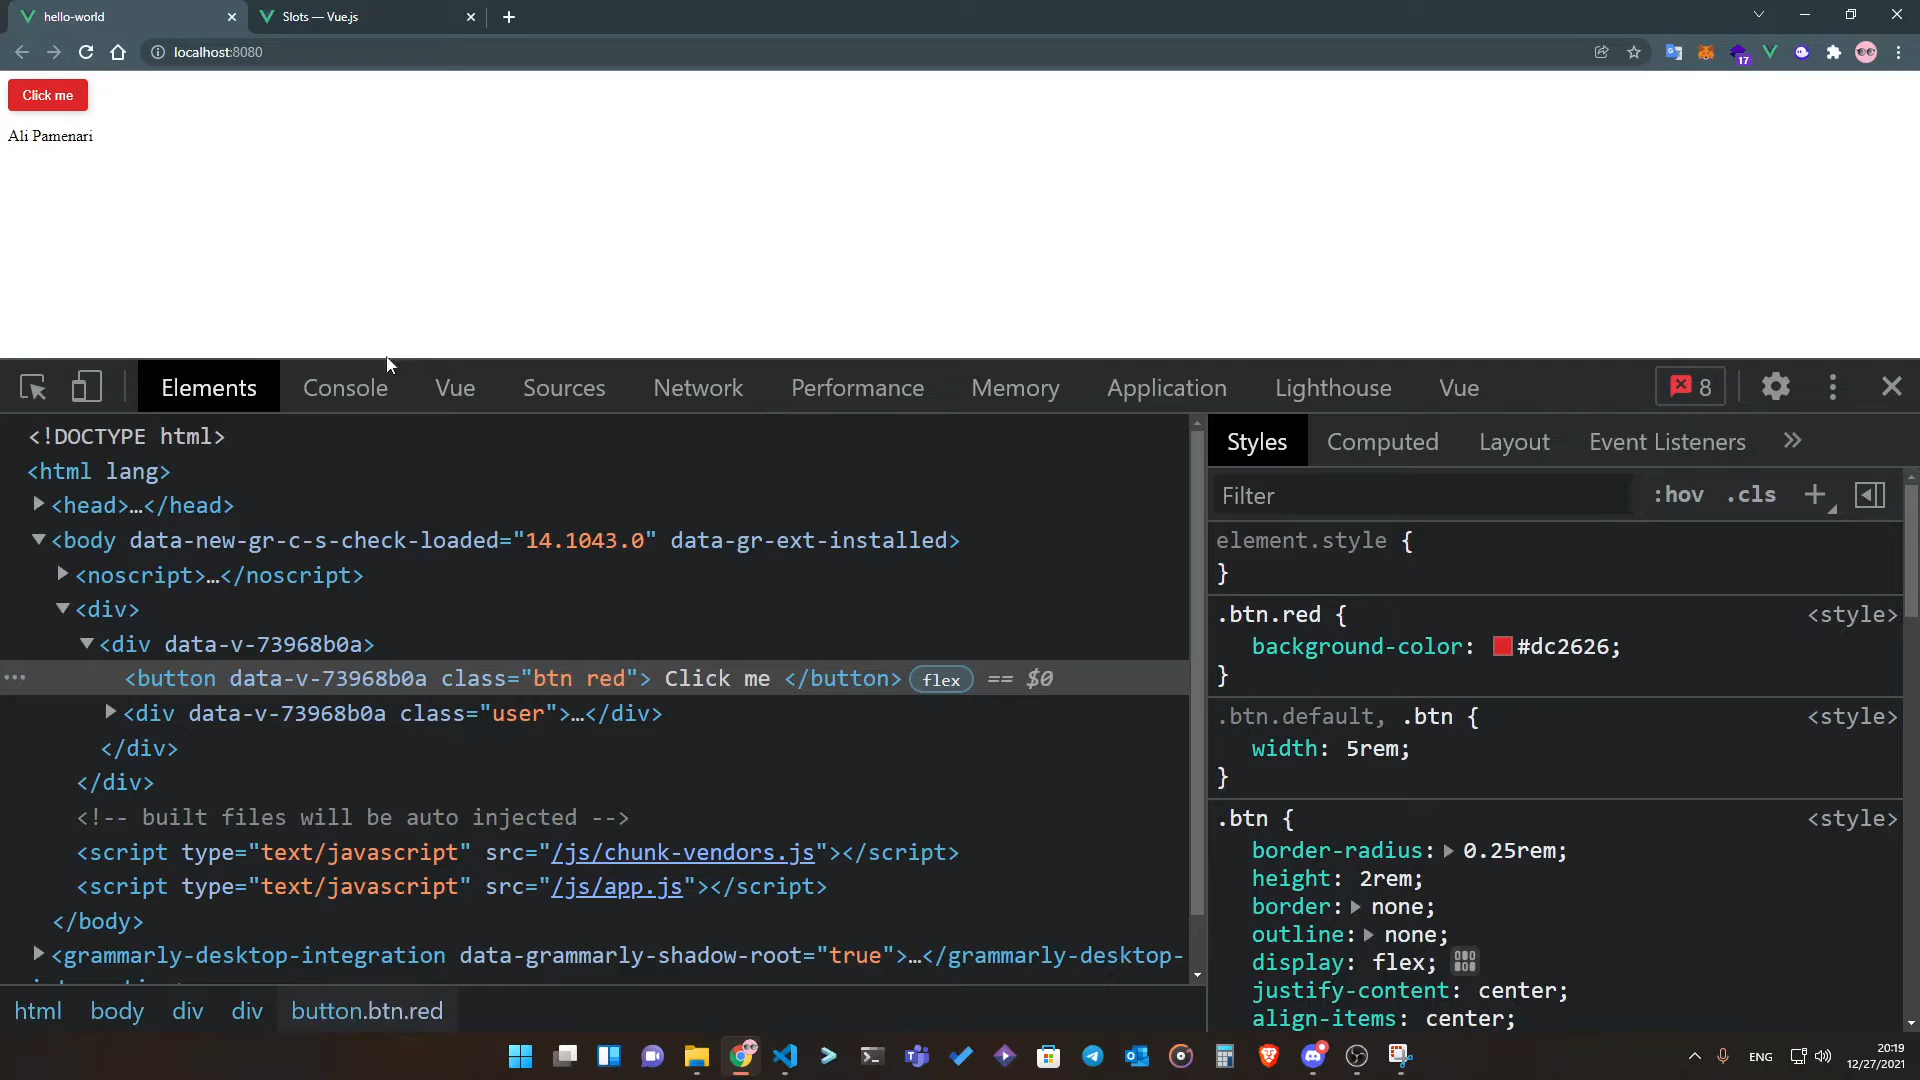 hello-world
Slots — Vue.js
localhost:8080
17
Click me
Ali Pamenari
Elements Console Vue Sources Network Performance Memory Application Lighthouse Vue 8
<!DOCTYPE html>
<html lang>
<head>…</head>
<body data-new-gr-c-s-check-loaded="14.1043.0" data-gr-ext-installed>
<noscript>…</noscript>
<div>
<div data-v-73968b0a>
<button data-v-73968b0a class="btn red"> Click me </button> flex == $0
<div data-v-73968b0a class="user">…</div>
</div>
</div>
<!-- built files will be auto injected -->
<script type="text/javascript" src="/js/chunk-vendors.js"></script>
<script type="text/javascript" src="/js/app.js"></script>
</body>
<grammarly-desktop-integration data-grammarly-shadow-root="true">…</grammarly-desktop-
html body div div button.btn.red
Styles Computed Layout Event Listeners
Filter :hov .cls
element.style {
}
.btn.red { <style>
background-color: #dc2626;
}
.btn.default, .btn { <style>
width: 5rem;
}
.btn { <style>
border-radius: 0.25rem;
height: 2rem;
border: none;
outline: none;
display: flex;
justify-content: center;
align-items: center;
ENG
20:19
12/27/2021